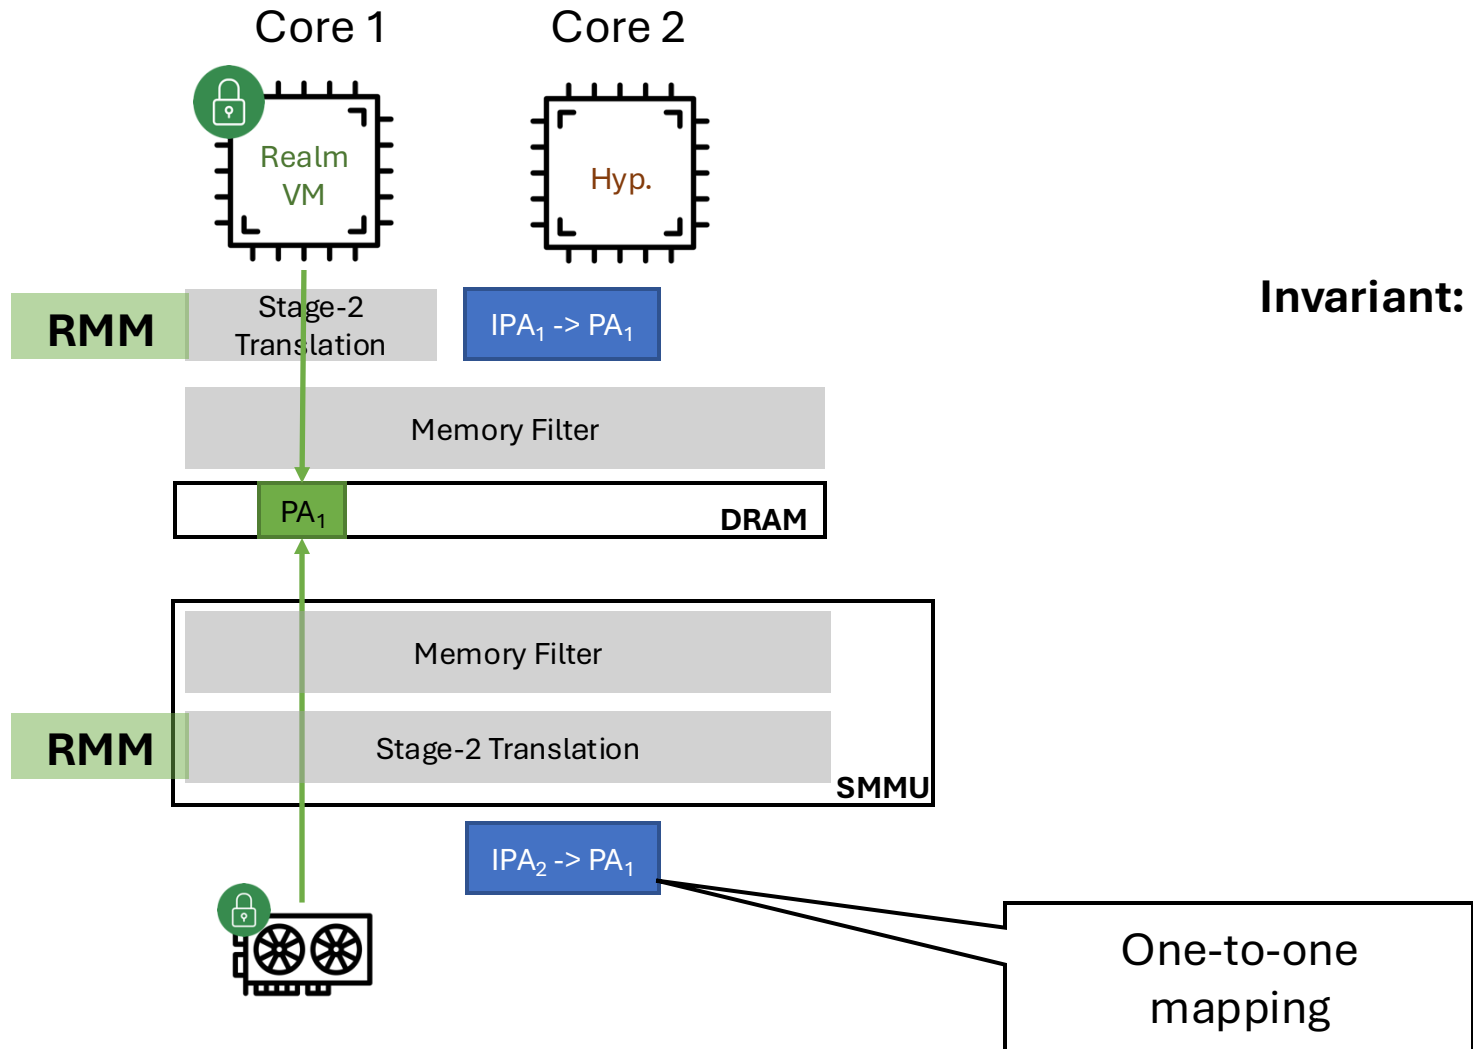 Core 1
Core 2
Realm
VM
Hyp.
Invariant:
RMM
Stage-2
Translation
IPA₁ -> PA₁
Memory Filter
PA₁
DRAM
Memory Filter
RMM
Stage-2 Translation
SMMU
IPA₂ -> PA₁
One-to-one
mapping